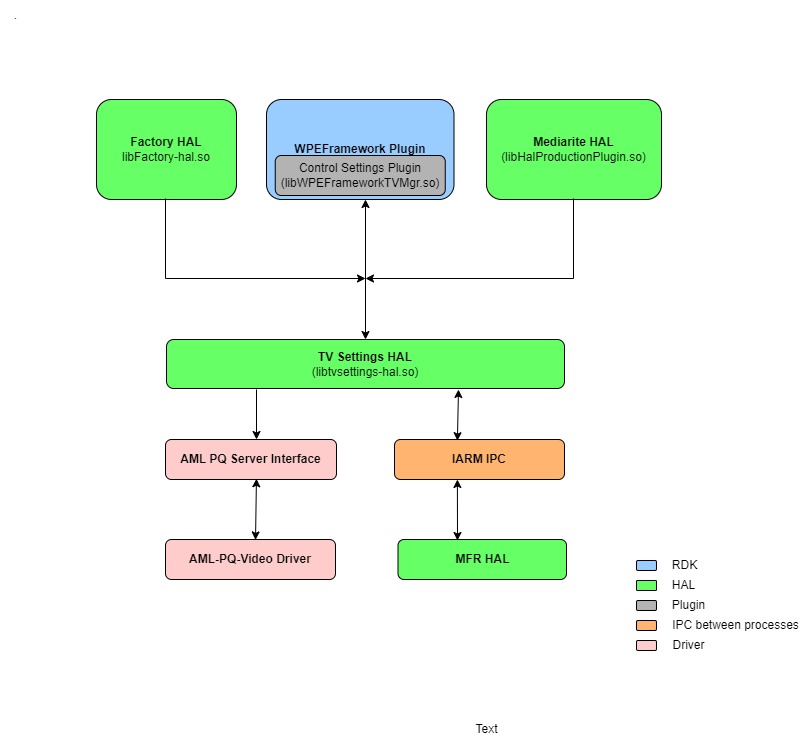 .
Factory HAL
libFactory-hal.so
WPEFramework Plugin
Control Settings Plugin
(libWPEFrameworkTVMgr.so)
Mediarite HAL
(libHalProductionPlugin.so)
TV Settings HAL
(libtvsettings-hal.so)
AML PQ Server Interface
IARM IPC
AML-PQ-Video Driver
MFR HAL
RDK
HAL
Plugin
IPC between processes
Driver
Text